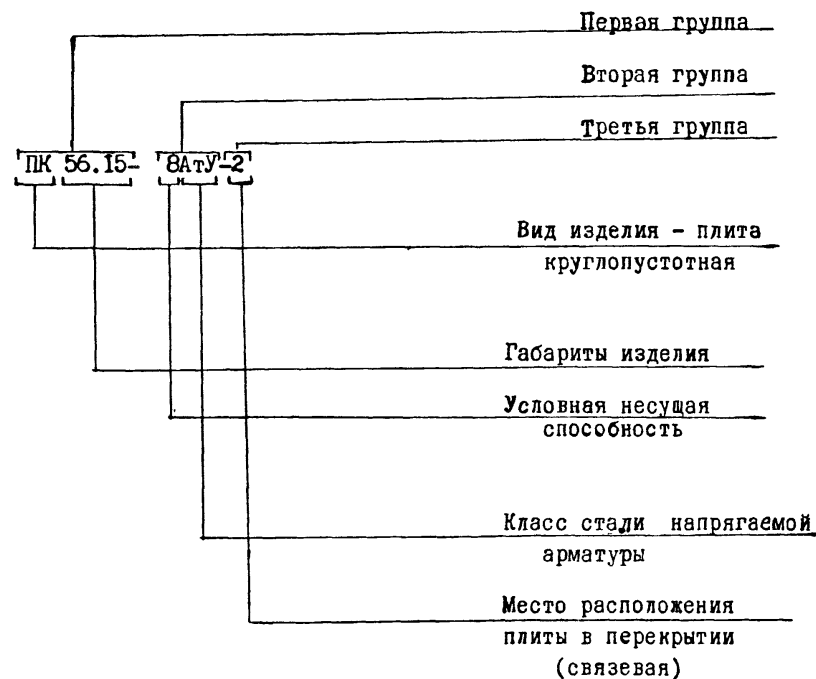 Первая группа
Вторая группа
Третья группа
ПК 56.15- 8АтУ-2
Вид изделия - плита
круглопустотная
Габариты изделия
Условная несущая
способность
Класс стали напрягаемой
арматуры
Место расположения
плиты в перекрытии
(связевая)